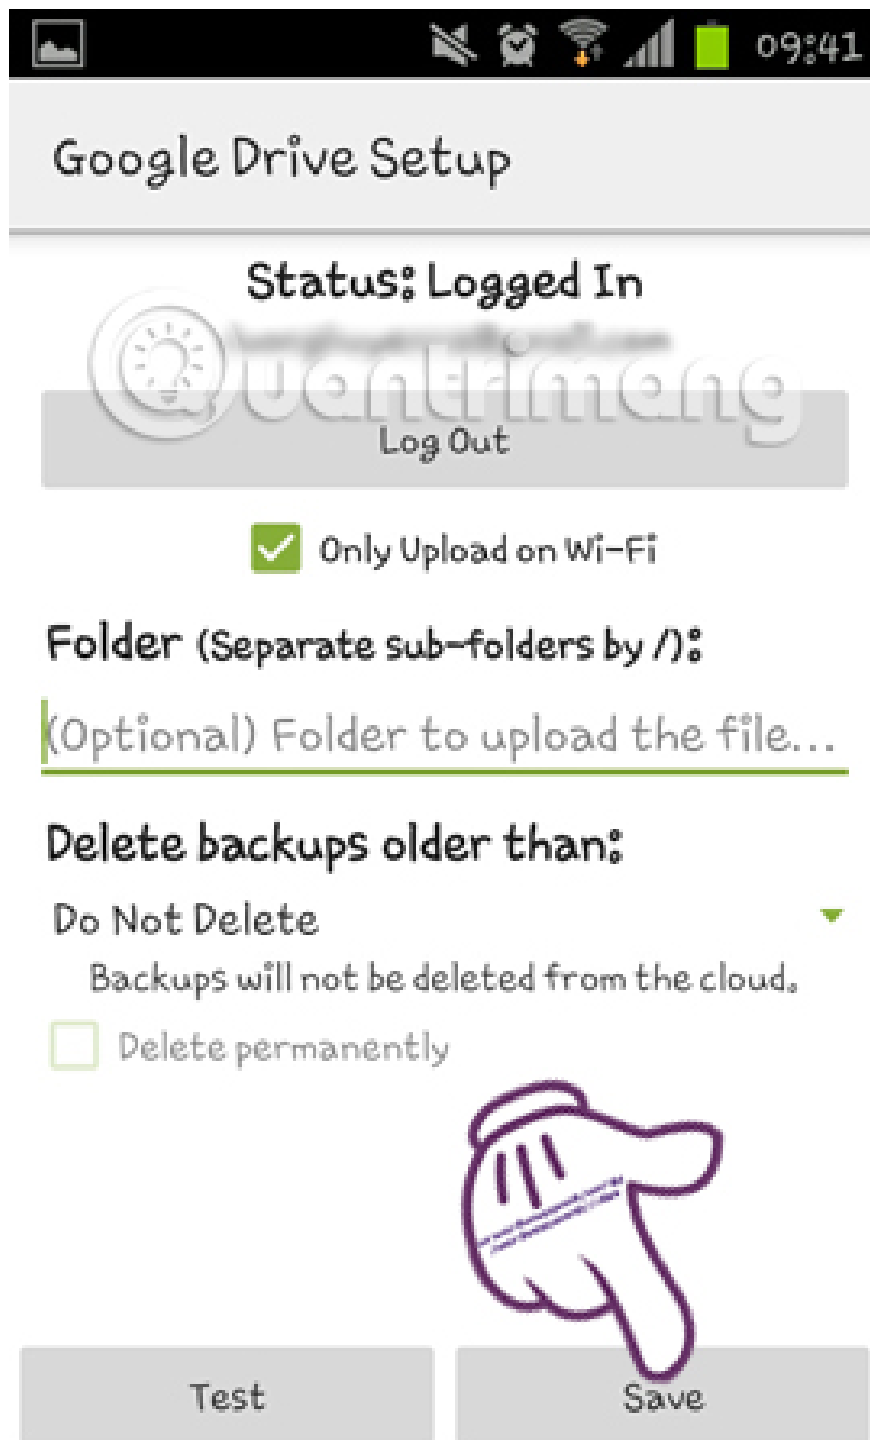 09:41
Google Drive Setup
Status: Logged In
Quantrimang
Log Out
Only Upload on Wi-Fi
Folder (Separate sub-folders by /):
(Optional) Folder to upload the file...
Delete backups older than:
Do Not Delete
Backups will not be deleted from the cloud.
Delete permanently
Test
Save